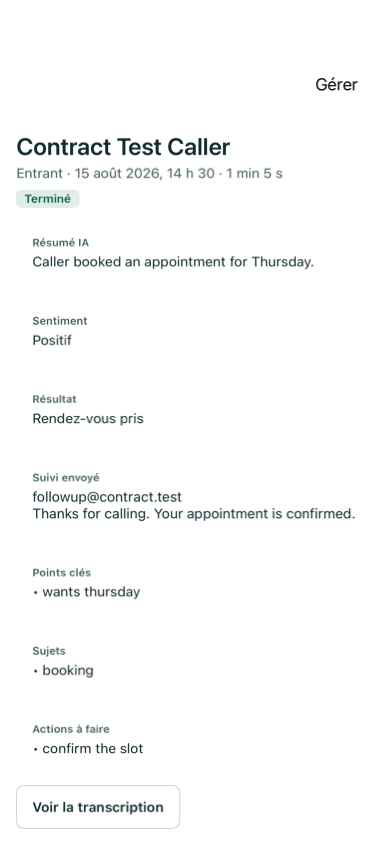 Gérer
Contract Test Caller
Entrant · 15 août 2026, 14 h 30 · 1 min 5 s
Terminé
Résumé IA
Caller booked an appointment for Thursday.
Sentiment
Positif
Résultat
Rendez-vous pris
Suivi envoyé
followup@contract.test
Thanks for calling. Your appointment is confirmed.
Points clés
• wants thursday
Sujets
• booking
Actions à faire
• confirm the slot
Voir la transcription